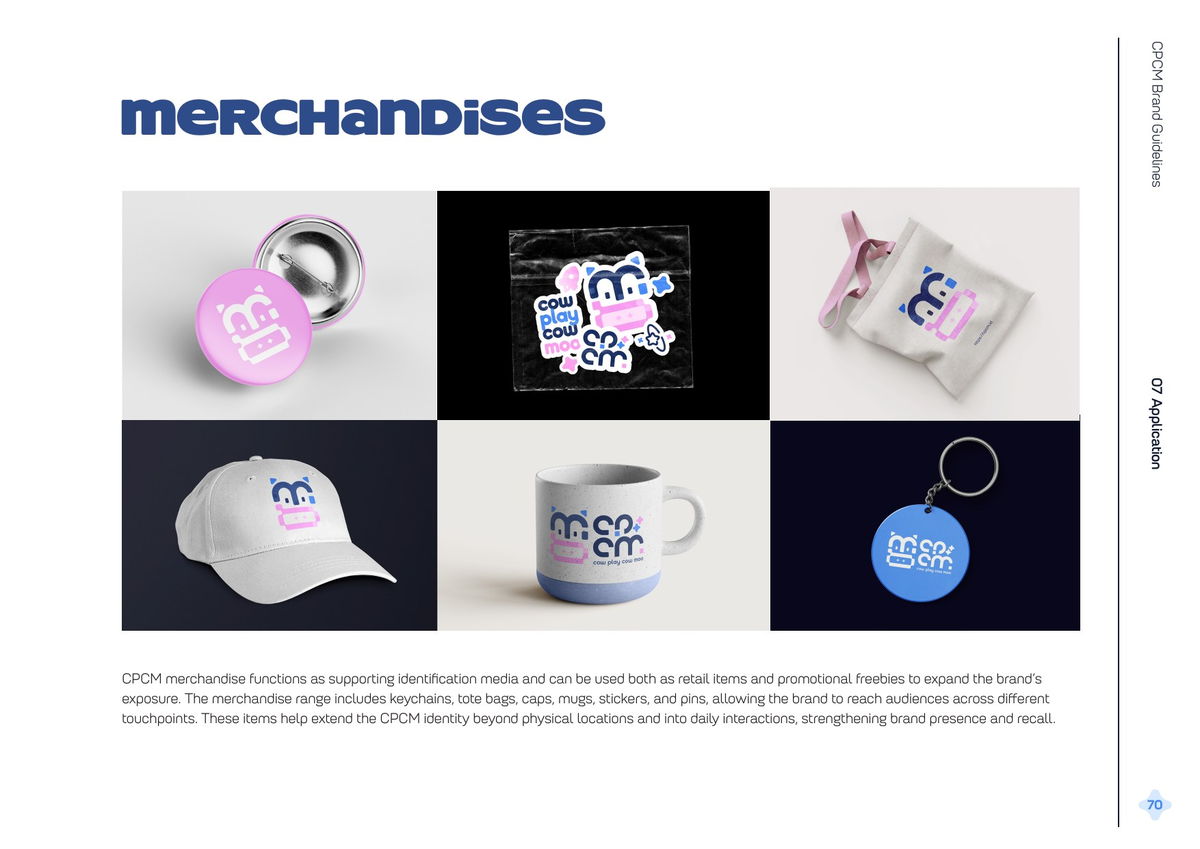 merchandises
cow
play
cow
moo
cp
cm
cp
cm
cow play cow moo
cp
cm
cow play cow moo
CPCM merchandise functions as supporting identification media and can be used both as retail items and promotional freebies to expand the brand's
exposure. The merchandise range includes keychains, tote bags, caps, mugs, stickers, and pins, allowing the brand to reach audiences across different
touchpoints. These items help extend the CPCM identity beyond physical locations and into daily interactions, strengthening brand presence and recall.
CPCM Brand Guidelines
07 Application
70